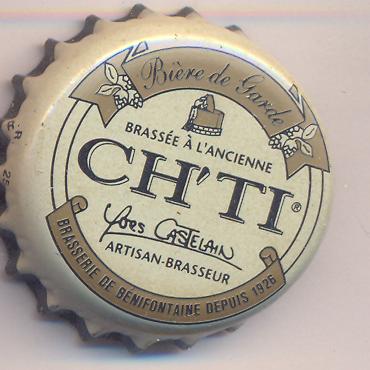 Bière de Garde
BRASSÉE À L'ANCIENNE
CH'TI®
Yves CASTELAIN
ARTISAN-BRASSEUR
BRASSERIE DE BÉNIFONTAINE DEPUIS 1926